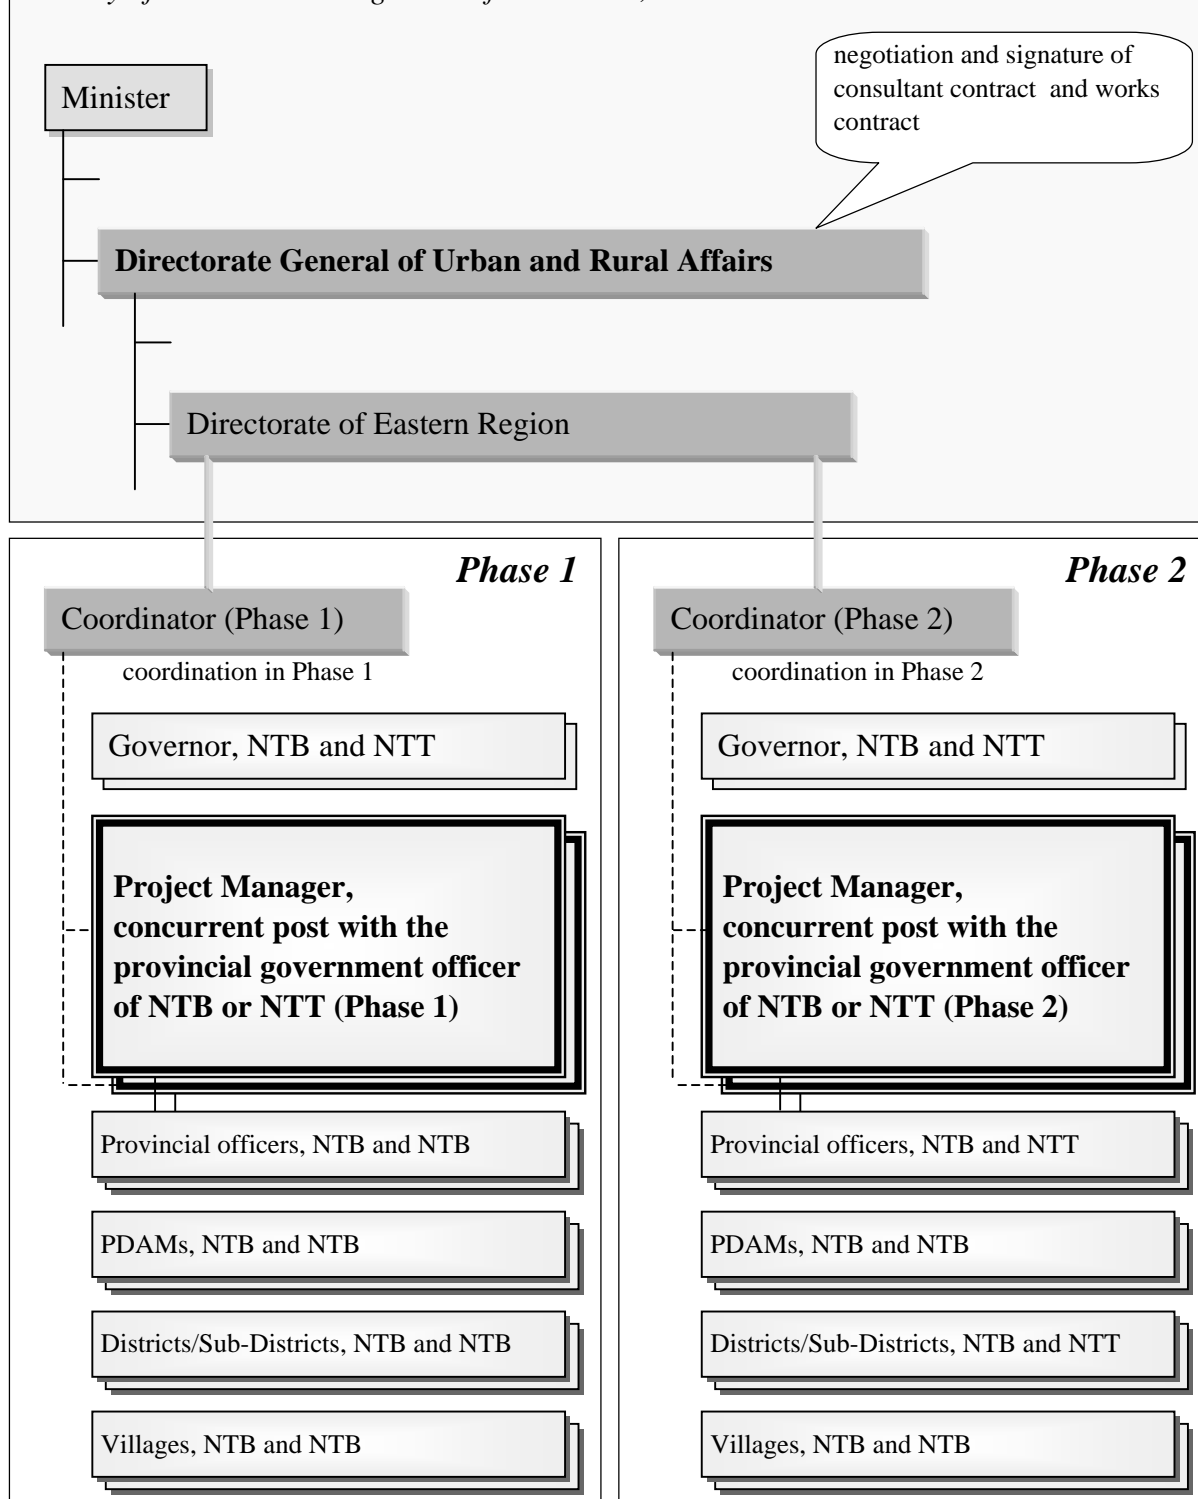 negotiation and signature of
consultant contract and works
contract
Minister
Directorate General of Urban and Rural Affairs
Directorate of Eastern Region
Phase 1
Coordinator (Phase 1)
coordination in Phase 1
Governor, NTB and NTT
Project Manager,
concurrent post with the
provincial government officer
of NTB or NTT (Phase 1)
Provincial officers, NTB and NTB
PDAMs, NTB and NTB
Districts/Sub-Districts, NTB and NTB
Villages, NTB and NTB
Phase 2
Coordinator (Phase 2)
coordination in Phase 2
Governor, NTB and NTT
Project Manager,
concurrent post with the
provincial government officer
of NTB or NTT (Phase 2)
Provincial officers, NTB and NTT
PDAMs, NTB and NTB
Districts/Sub-Districts, NTB and NTT
Villages, NTB and NTB